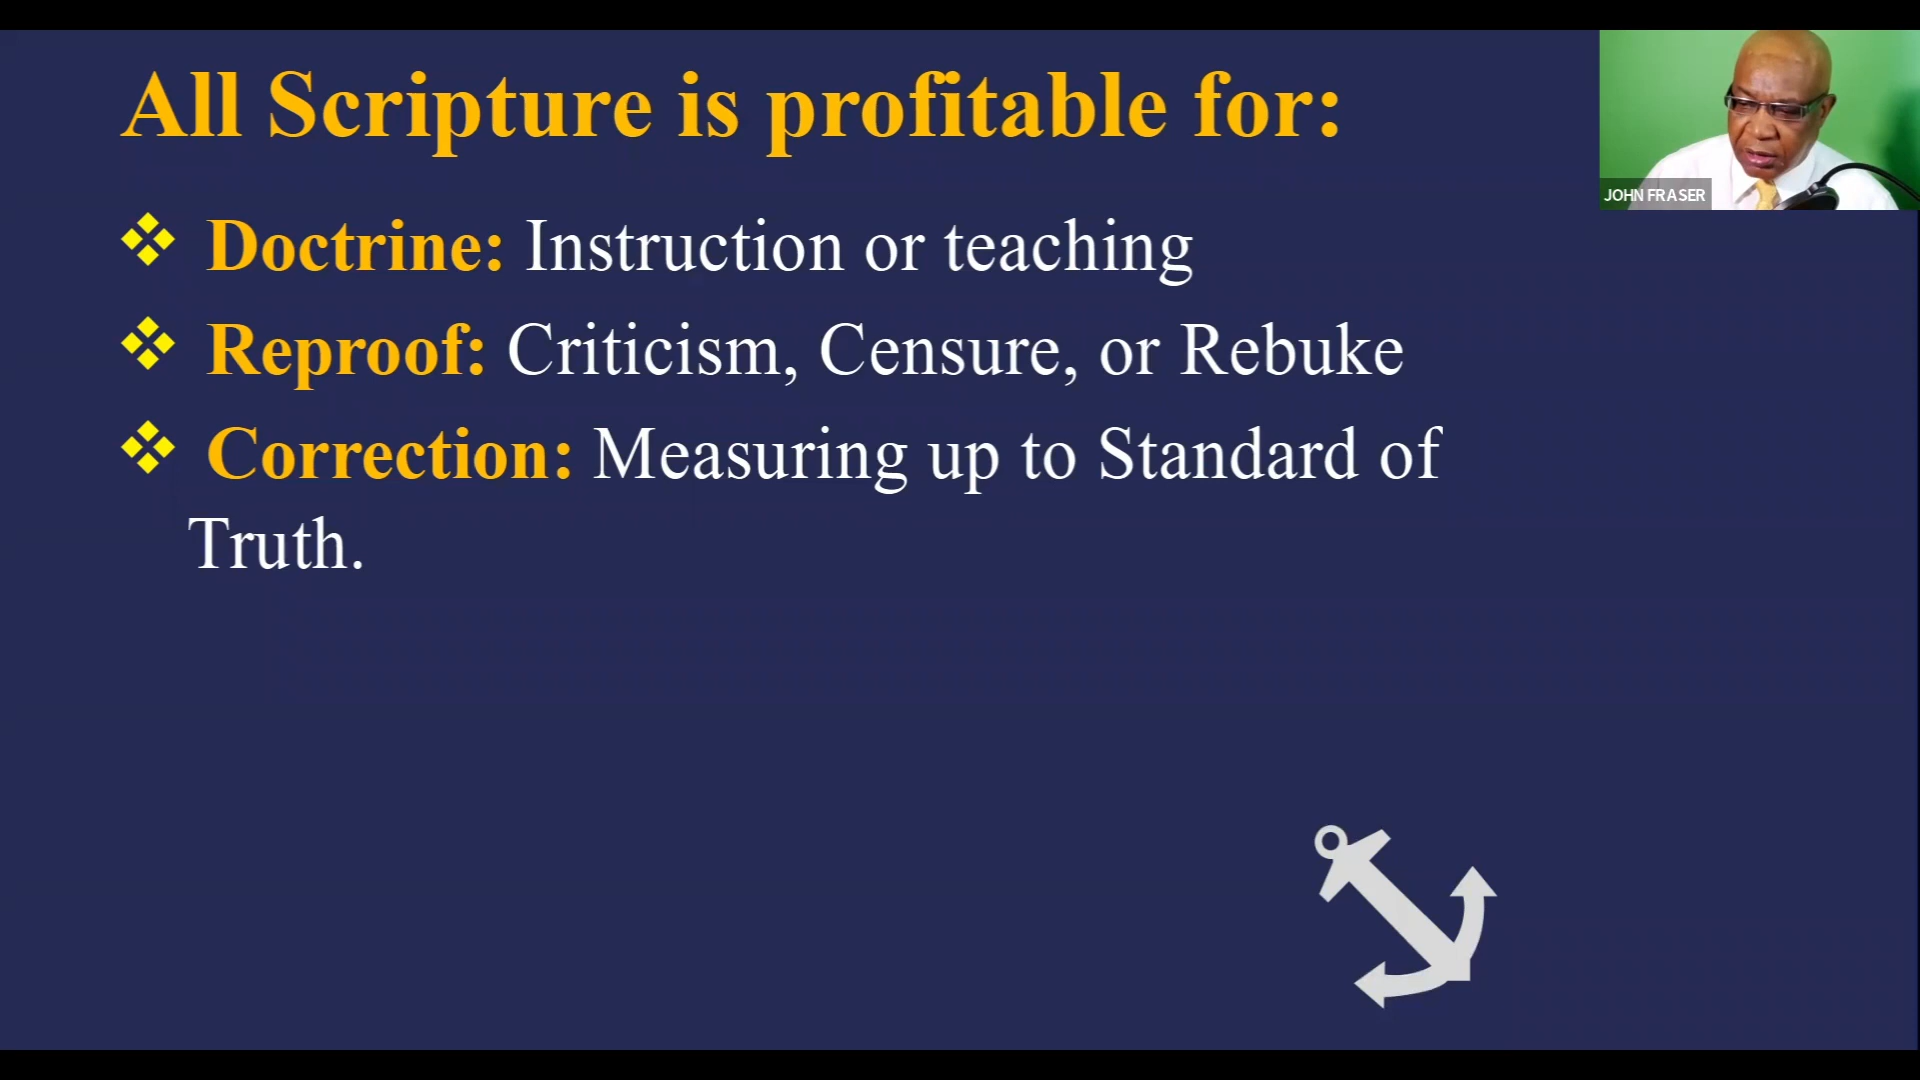 All Scripture is profitable for:
JOHN FRASER
Doctrine: Instruction or teaching
Reproof: Criticism, Censure, or Rebuke
Correction: Measuring up to Standard of
Truth.